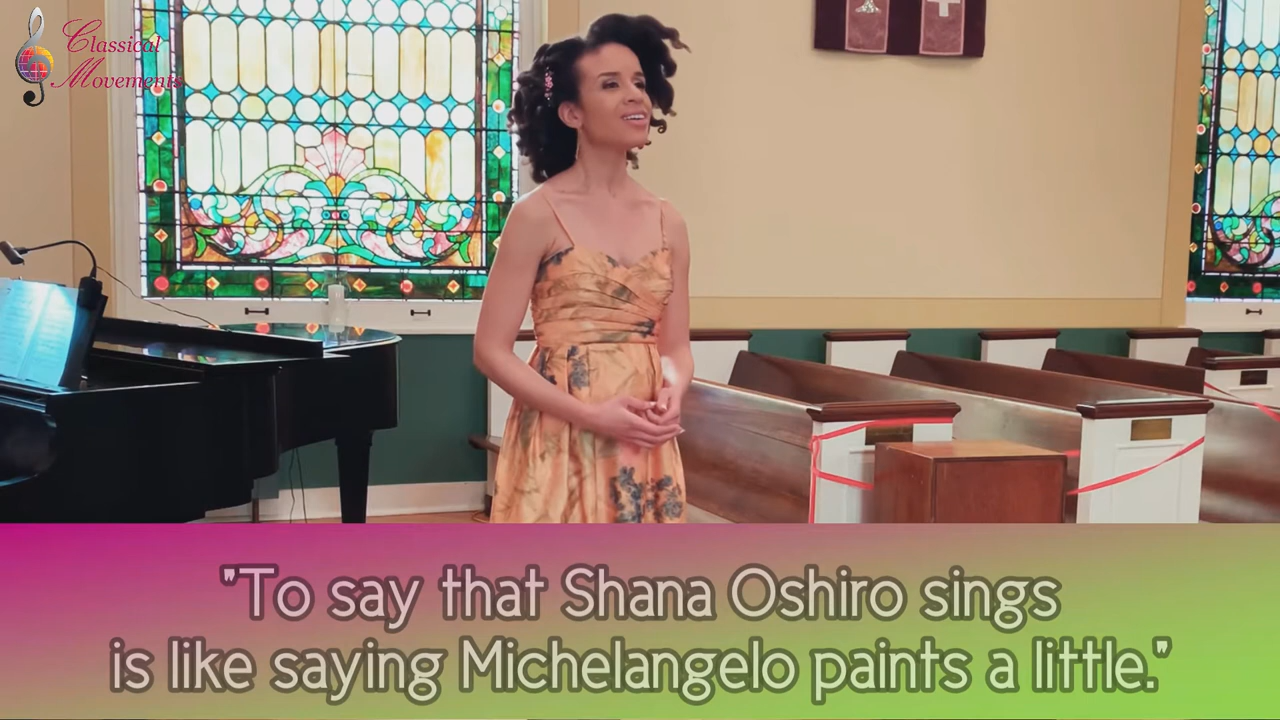 Classical
Movements
"To say that Shana Oshiro sings
is like saying Michelangelo paints a little."